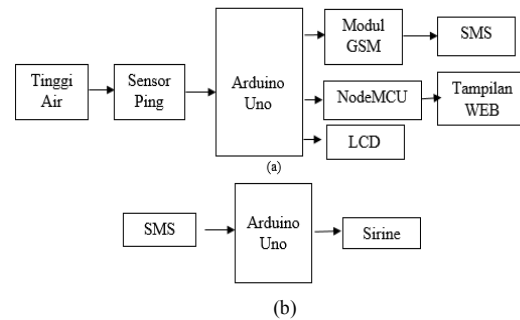 Tinggi
Air
Sensor
Ping
Arduino
Uno
Modul
GSM
SMS
NodeMCU
Tampilan
WEB
LCD
(a)
SMS
Arduino
Uno
Sirine
(b)